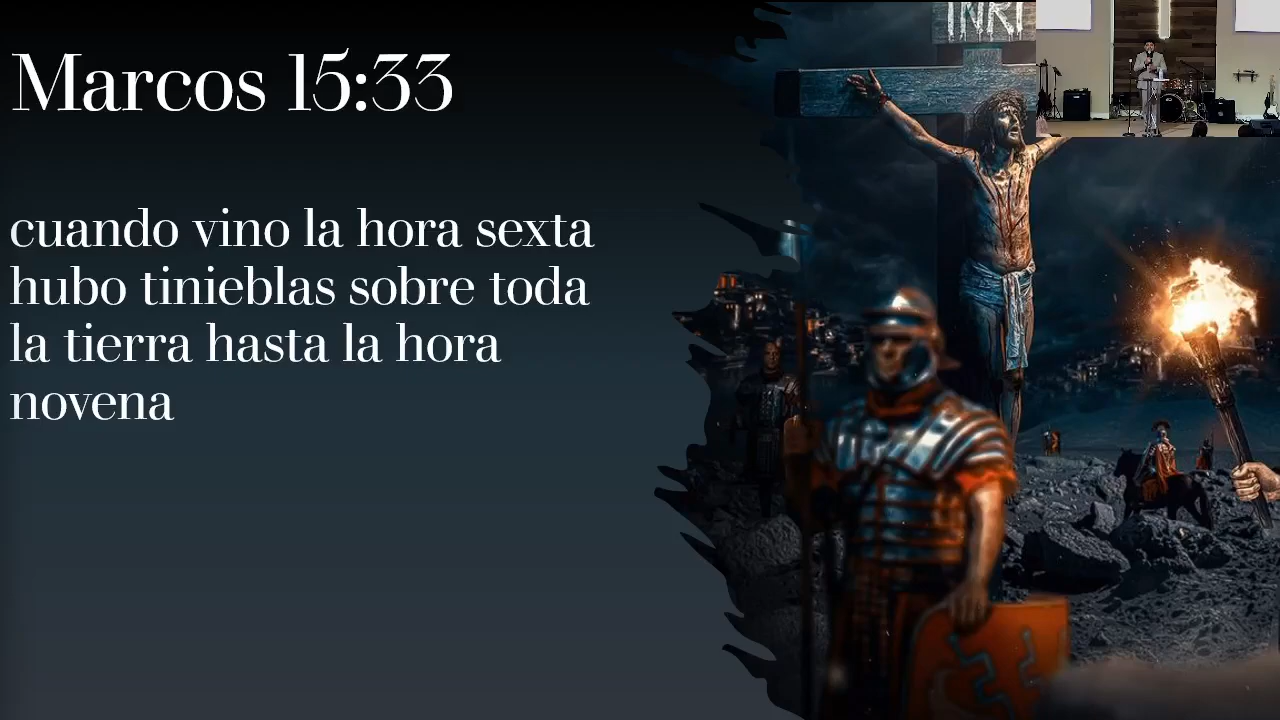 INRI
Marcos 15:33
cuando vino la hora sexta
hubo tinieblas sobre toda
la tierra hasta la hora
novena